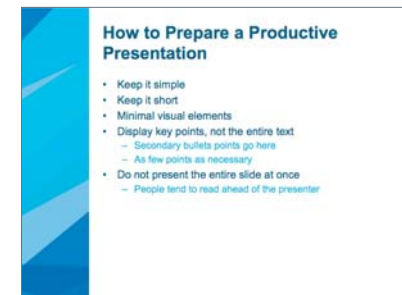 How to Prepare a Productive
Presentation
• Keep it simple
• Keep it short
• Minimal visual elements
• Display key points, not the entire text
– Secondary bullets points go here
– As few points as necessary
• Do not present the entire slide at once
– People tend to read ahead of the presenter